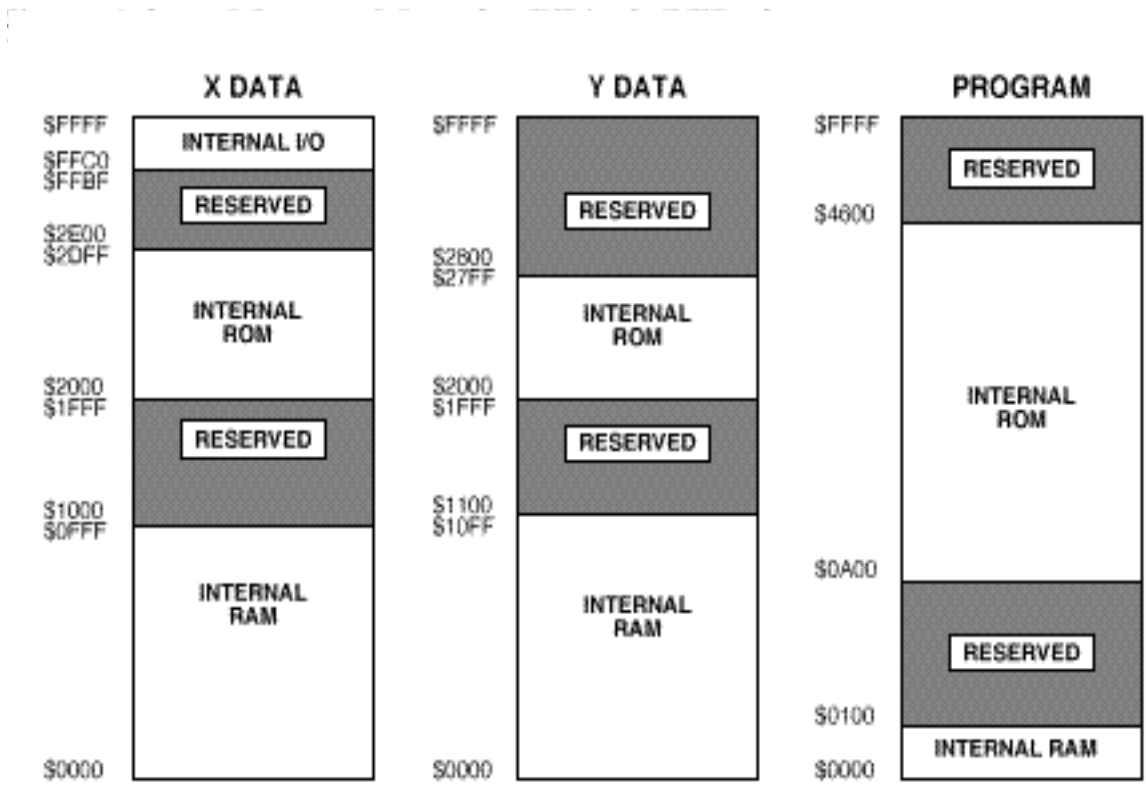 X DATA
$FFFF
INTERNAL I/O
$FFC0
$FFBF
RESERVED
$2E00
$2DFF
INTERNAL
ROM
$2000
$1FFF
RESERVED
$1000
$0FFF
INTERNAL
RAM
$0000
Y DATA
$FFFF
RESERVED
$2800
$27FF
INTERNAL
ROM
$2000
$1FFF
RESERVED
$1100
$10FF
INTERNAL
RAM
$0000
PROGRAM
$FFFF
RESERVED
$4600
INTERNAL
ROM
$0A00
RESERVED
$0100
INTERNAL RAM
$0000